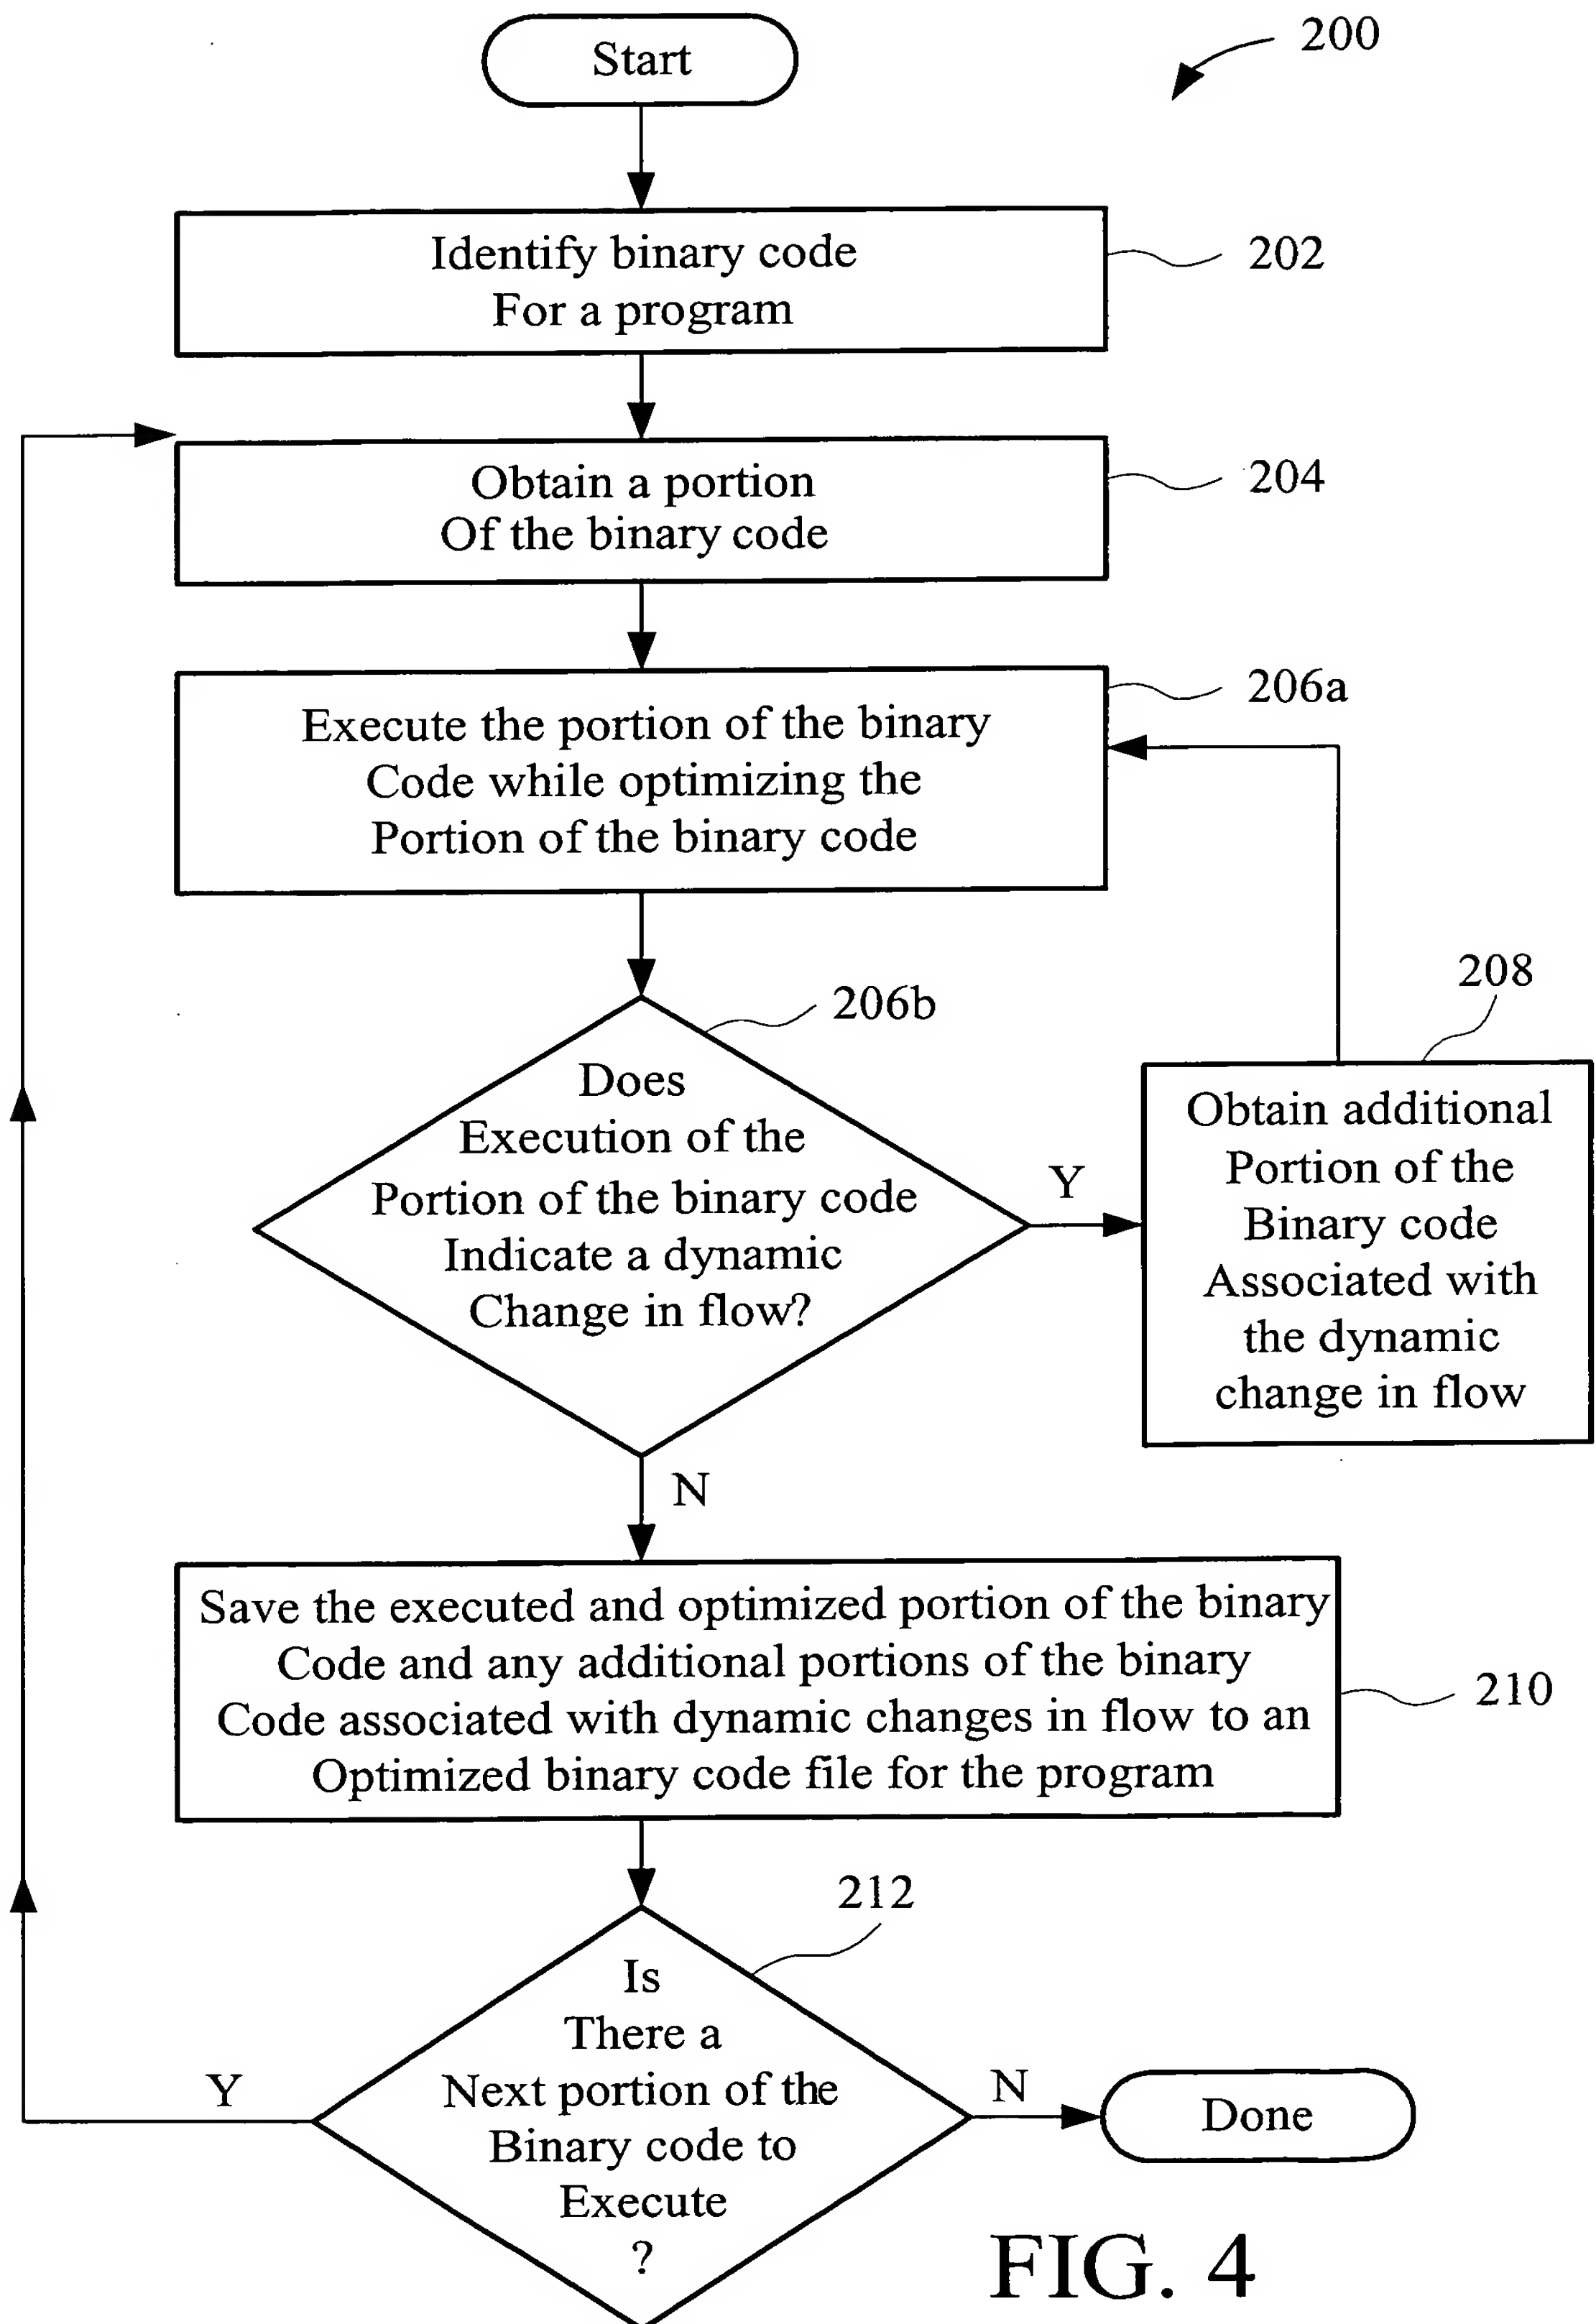 Start
200
Identify binary code
For a program
202
Obtain a portion
Of the binary code
204
Execute the portion of the binary
Code while optimizing the
Portion of the binary code
206a
206b
Does
Execution of the
Portion of the binary code
Indicate a dynamic
Change in flow?
Y
208
Obtain additional
Portion of the
Binary code
Associated with
the dynamic
change in flow
N
Save the executed and optimized portion of the binary
Code and any additional portions of the binary
Code associated with dynamic changes in flow to an
Optimized binary code file for the program
210
212
Is
There a
Next portion of the
Binary code to
Execute
?
Y
N
Done
FIG. 4